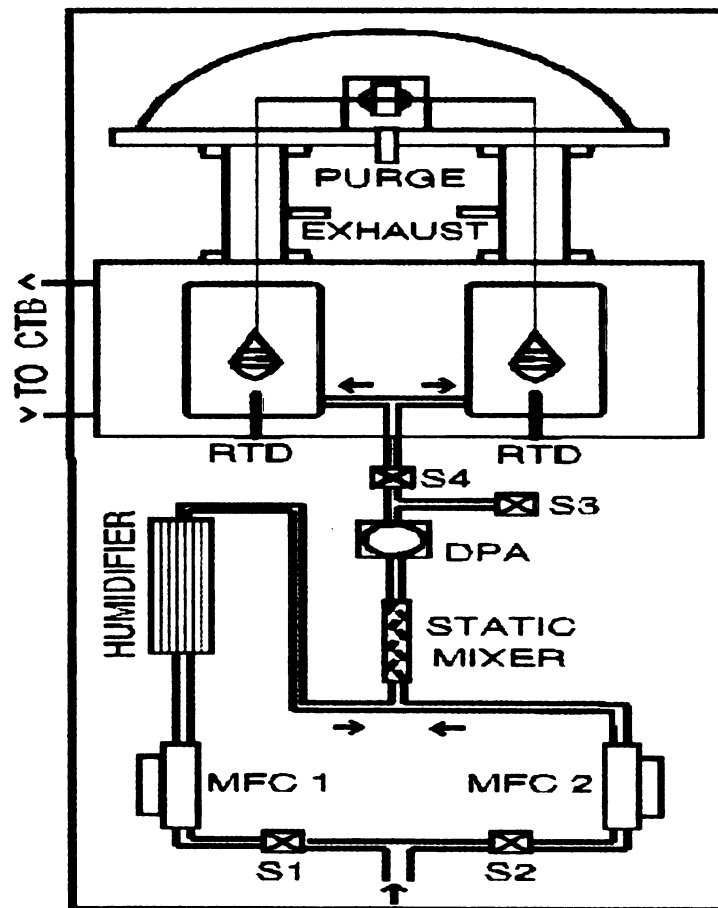 PURGE
EXHAUST
TO CTB
RTD
RTD
S4
S3
DPA
HUMIDIFIER
STATIC
MIXER
MFC 1
MFC 2
S1
S2